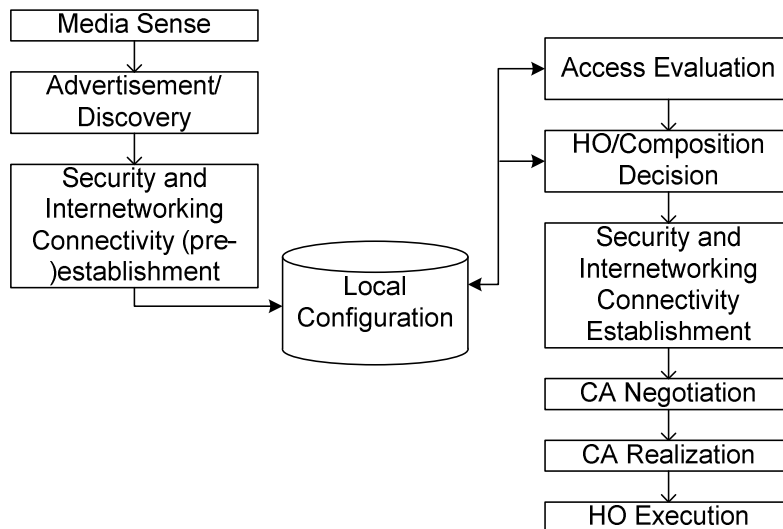 Media Sense
Advertisement/
Discovery
Security and
Internetworking
Connectivity (pre-
)establishment
Local
Configuration
Access Evaluation
HO/Composition
Decision
Security and
Internetworking
Connectivity
Establishment
CA Negotiation
CA Realization
HO Execution